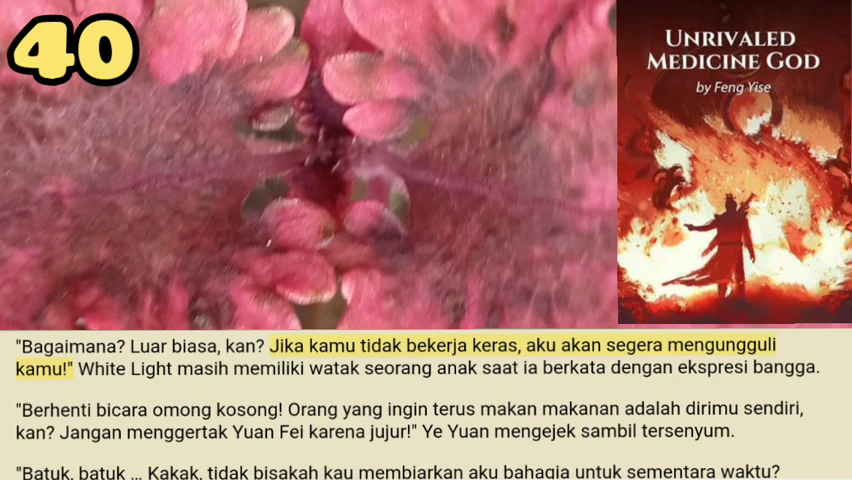 40
UNRIVALED
MEDICINE GOD
by Feng Yise
"Bagaimana? Luar biasa, kan? Jika kamu tidak bekerja keras, aku akan segera mengungguli
kamu!" White Light masih memiliki watak seorang anak saat ia berkata dengan ekspresi bangga.
"Berhenti bicara omong kosong! Orang yang ingin terus makan makanan adalah dirimu sendiri,
kan? Jangan menggertak Yuan Fei karena jujur!" Ye Yuan mengejek sambil tersenyum.
"Batuk, batuk ... Kakak, tidak bisakah kau membiarkan aku bahagia untuk sementara waktu?